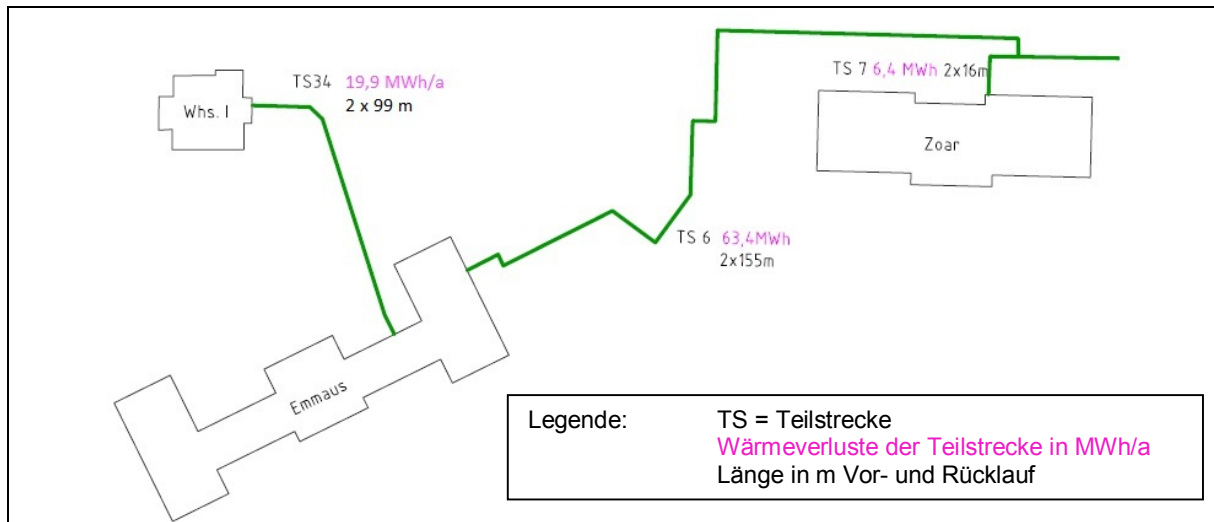 TS34 19,9 MWh/a
2 x 99 m
Whs. I
TS 7 6,4 MWh 2x16m
Zoar
TS 6 63,4MWh
2x155m
Emmaus
Legende: TS = Teilstrecke
Wärmeverluste der Teilstrecke in MWh/a
Länge in m Vor- und Rücklauf